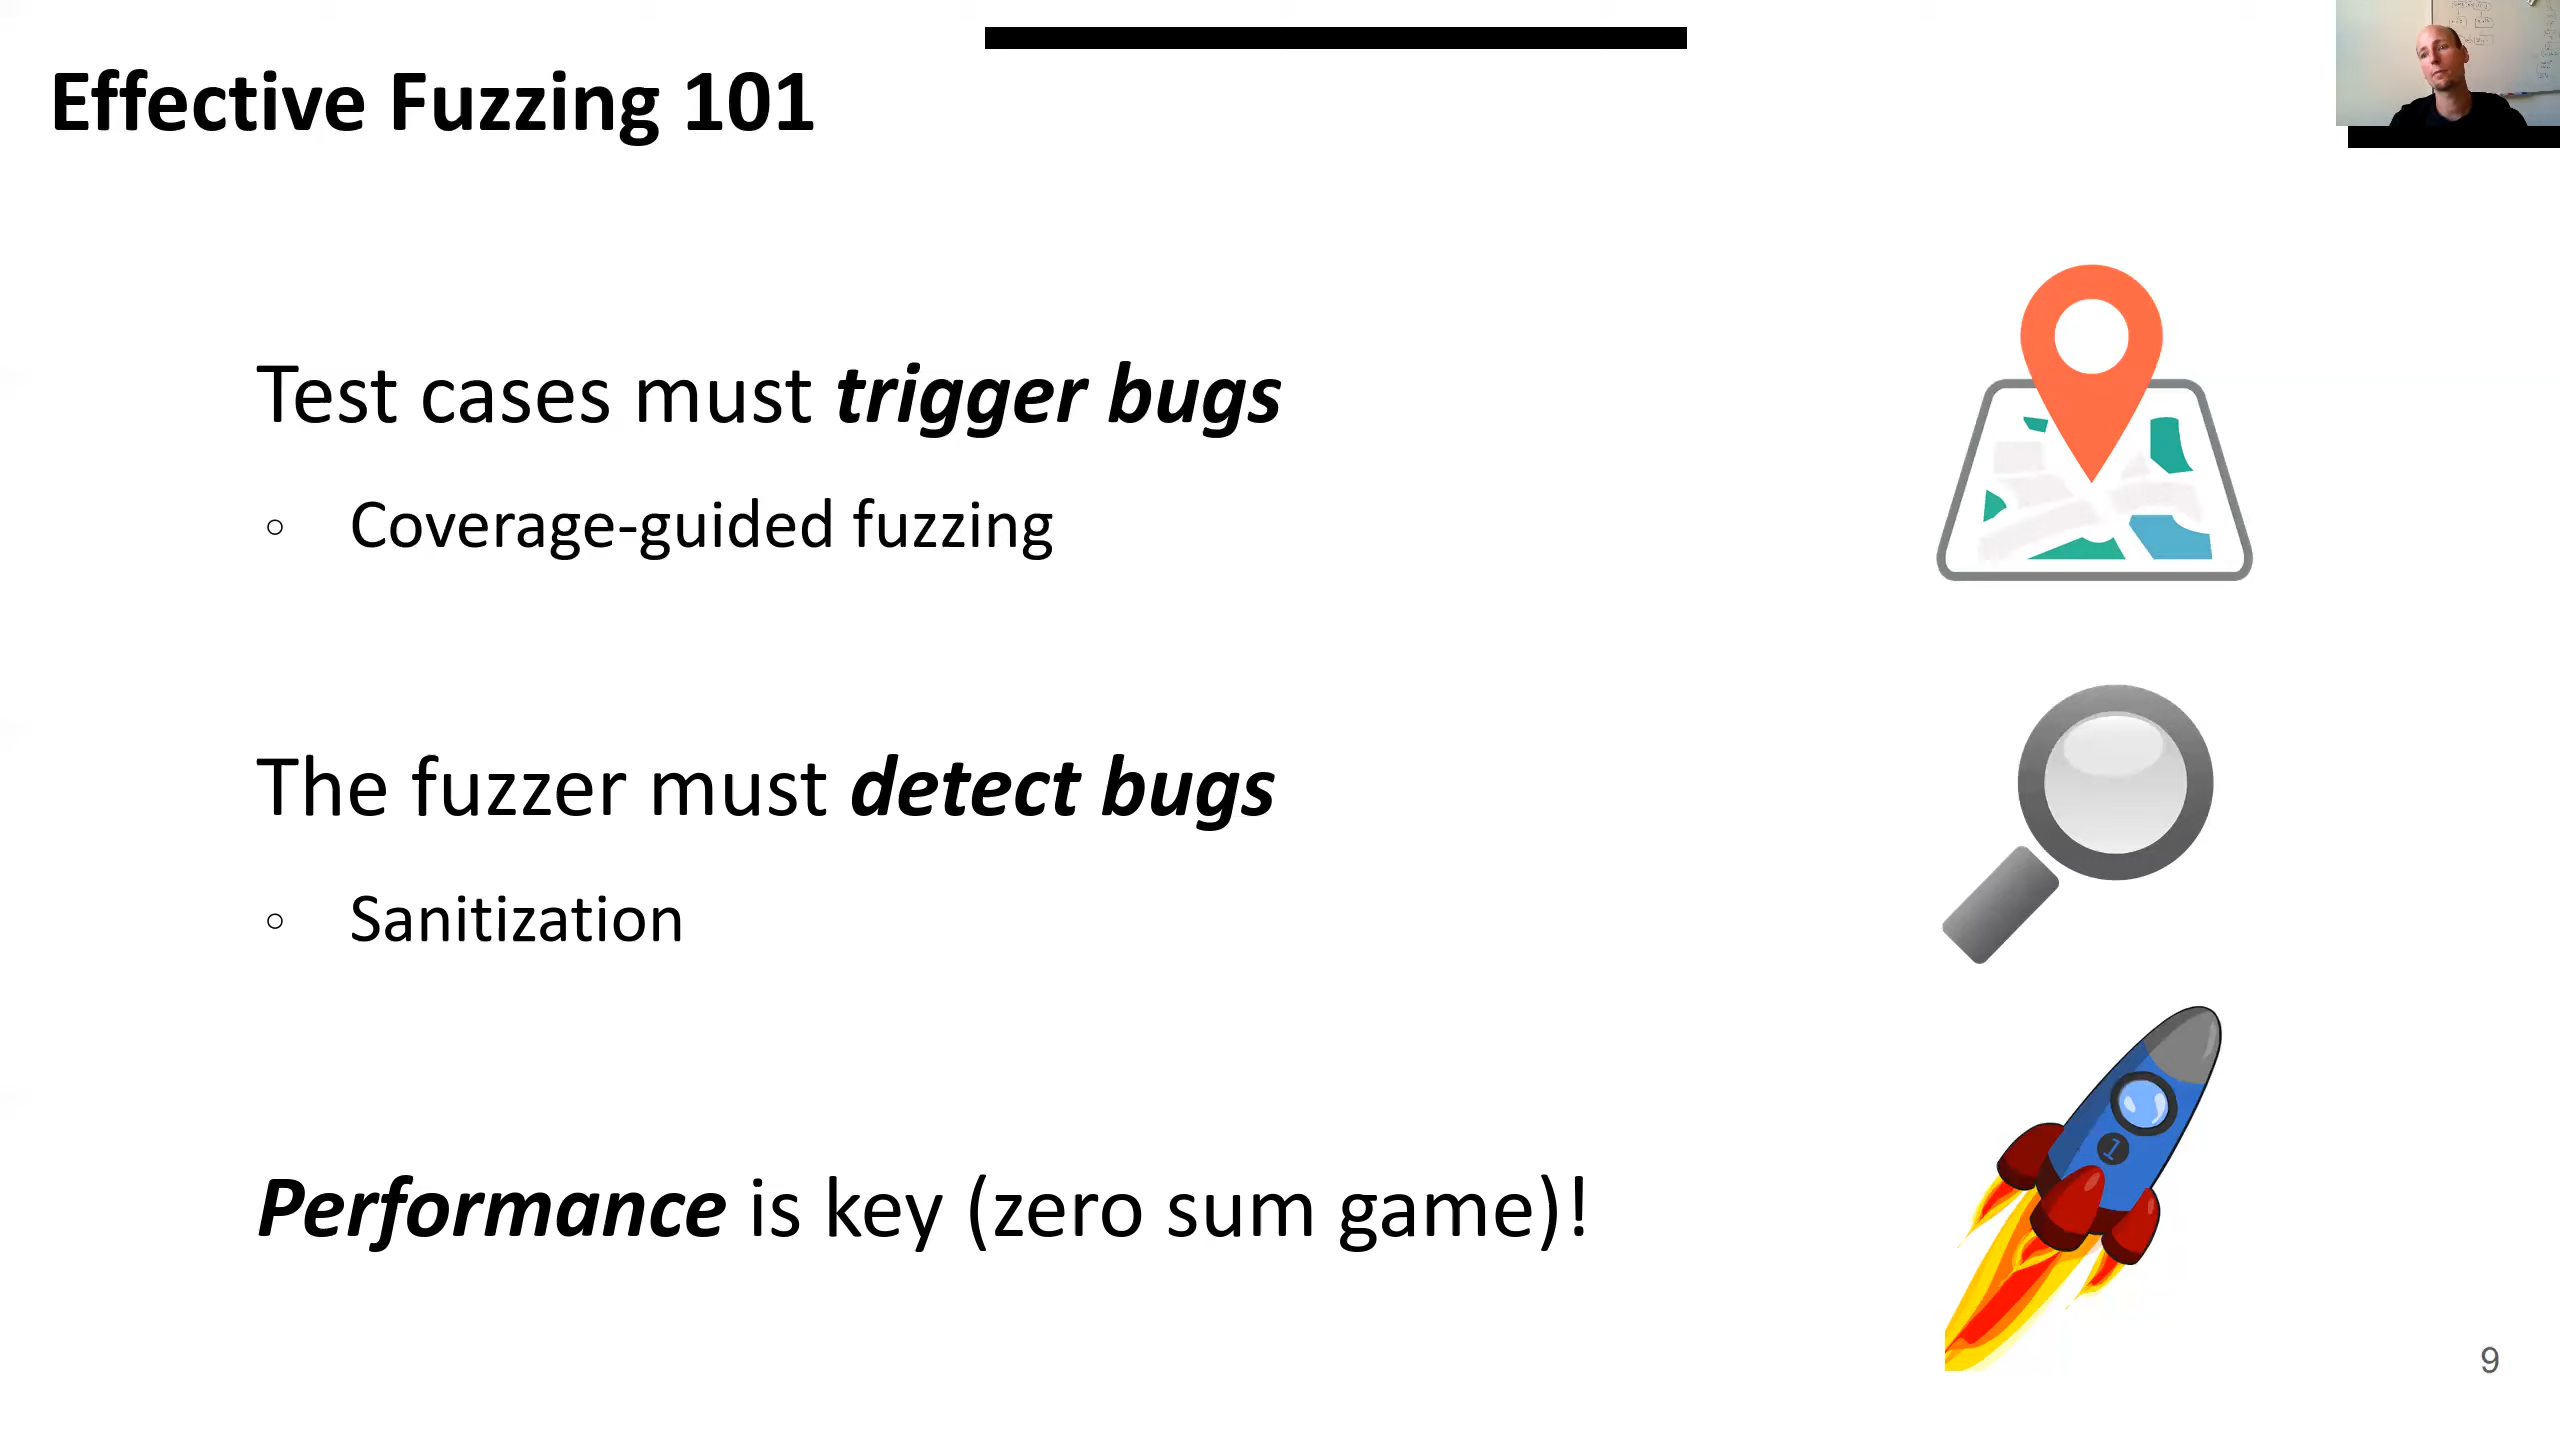 Effective Fuzzing 101
Test cases must trigger bugs
◦ Coverage-guided fuzzing
The fuzzer must detect bugs
◦ Sanitization
1
Performance is key (zero sum game)!
9